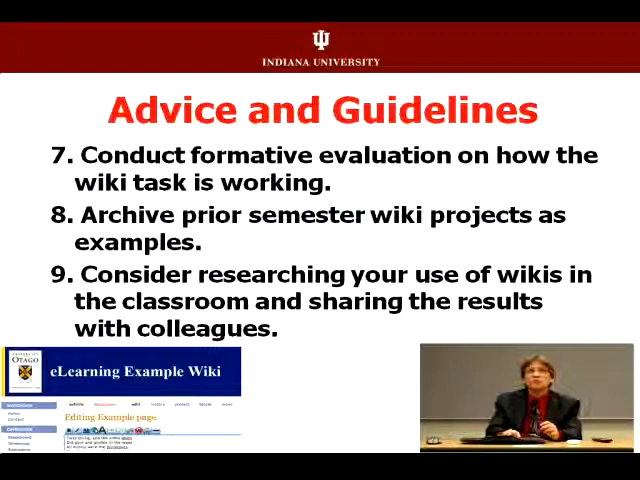 INDIANA UNIVERSITY
Advice and Guidelines
7. Conduct formative evaluation on how the
wiki task is working.
8. Archive prior semester wiki projects as
examples.
9. Consider researching your use of wikis in
the classroom and sharing the results
with colleagues.
UNIVERSITY
OTAGO
eLearning Example Wiki
Editing Example page